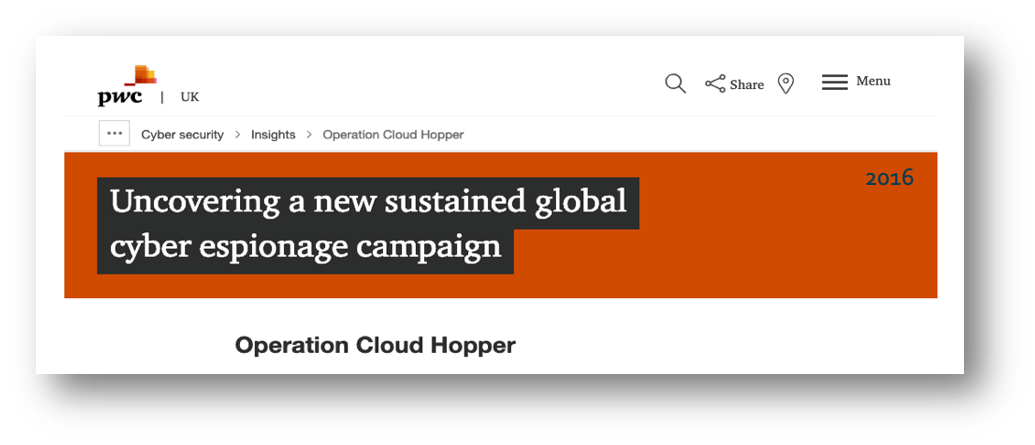 pwc | UK
Share
Menu
... Cyber security > Insights > Operation Cloud Hopper
2016
Uncovering a new sustained global
cyber espionage campaign
Operation Cloud Hopper